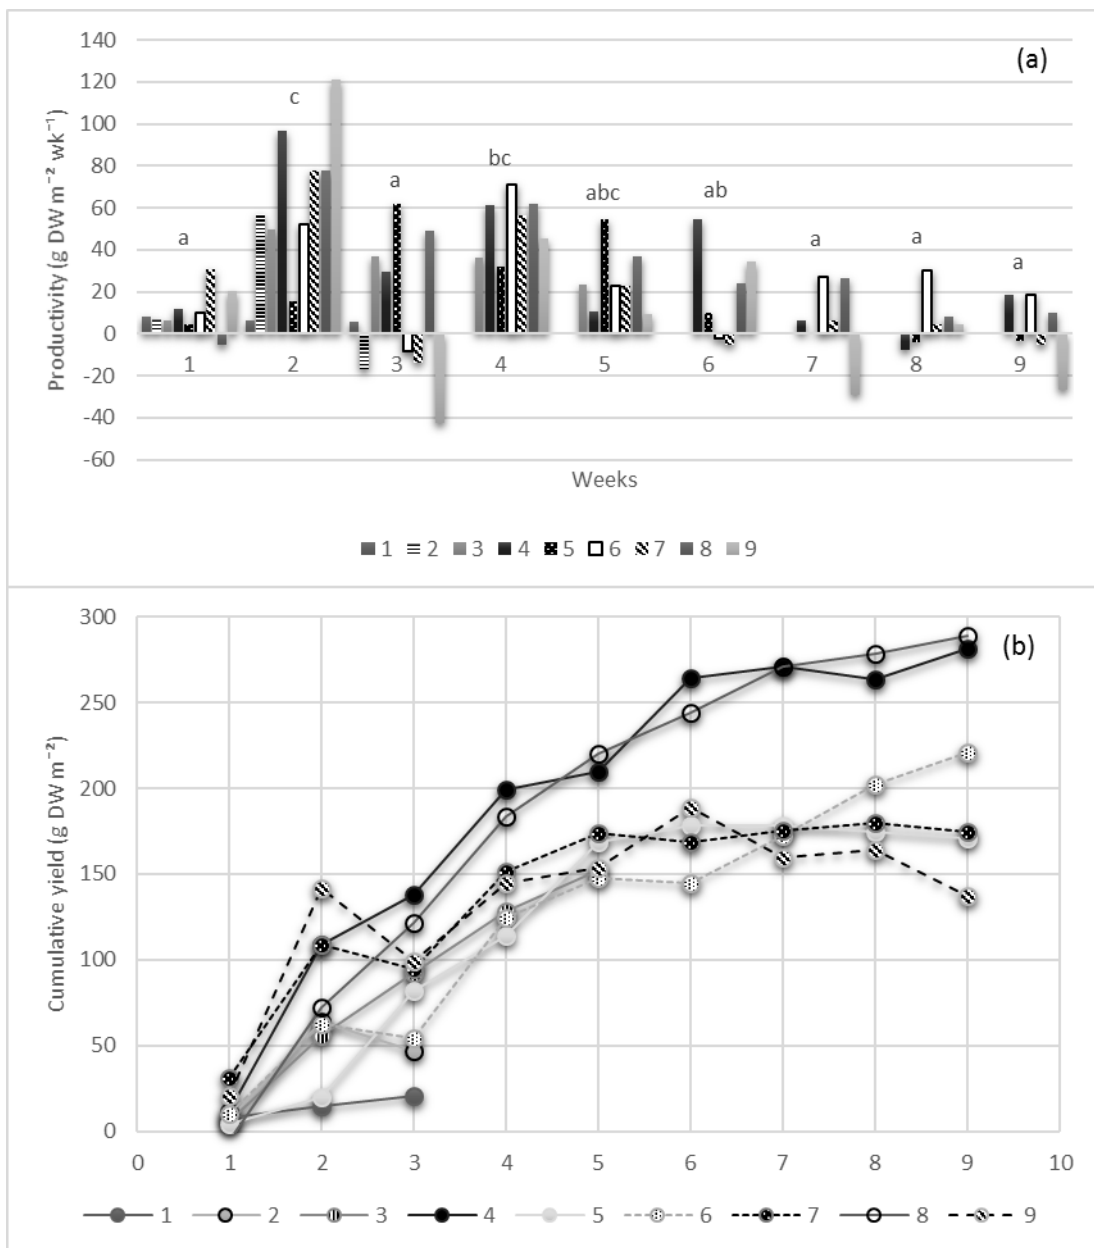 140
(a)
120
c
100
bc
80
a
abc
ab
60
a
a
a
40
a
20
0
1 2 3 4 5 6 7 8 9
-20
-40
-60
Productivity (g DW m⁻² wk⁻¹)
Weeks
1 2 3 4 5 6 7 8 9
300
(b)
250
200
150
100
50
0
Cumulative yield (g DW m⁻²)
0 1 2 3 4 5 6 7 8 9 10
1 2 3 4 5 6 7 8 9